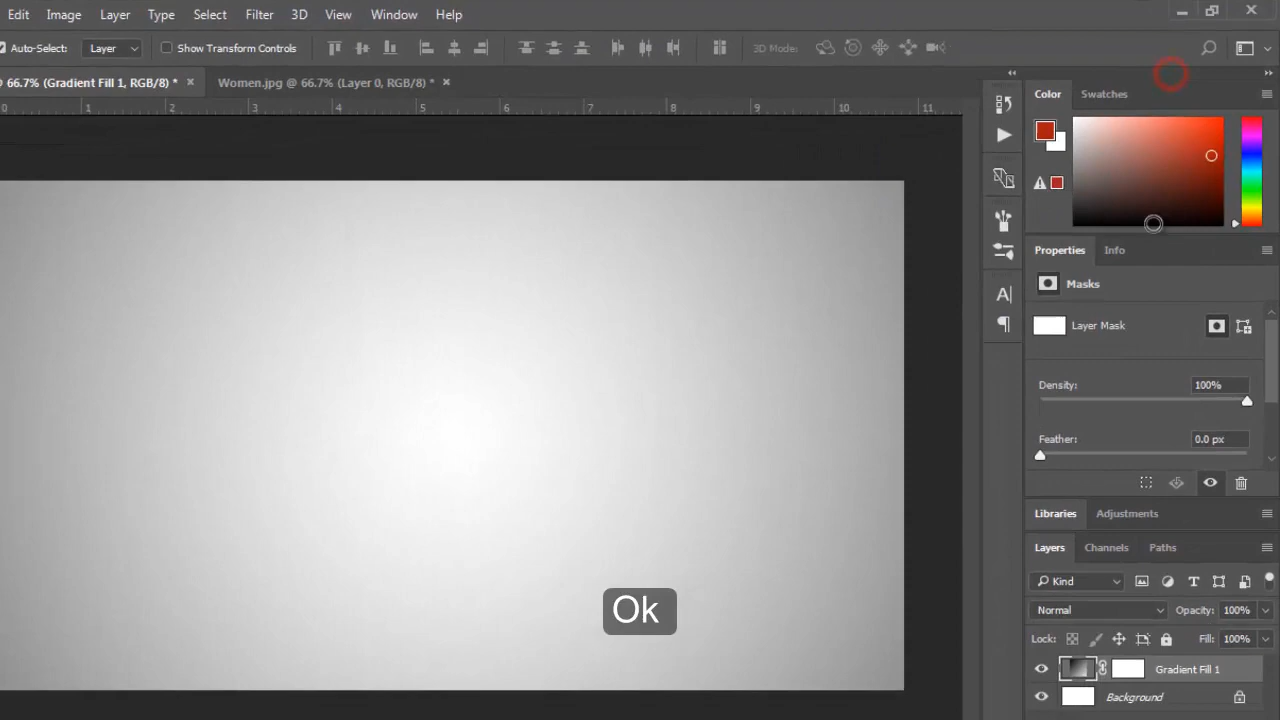 Edit Image Layer Type Select Filter 3D View Window Help
Auto-Select: Layer Show Transform Controls 3D Mode:
66.7% (Gradient Fill 1, RGB/8) * × Women.jpg @ 66.7% (Layer 0, RGB/8) * ×
0 1 2 3 4 5 6 7 8 9 10 11
Color Swatches
Properties Info
Masks
Layer Mask
Density: 100%
Feather: 0.0 px
Libraries Adjustments
Layers Channels Paths
Kind
Normal Opacity: 100%
Lock: Fill: 100%
Gradient Fill 1
Background
Ok